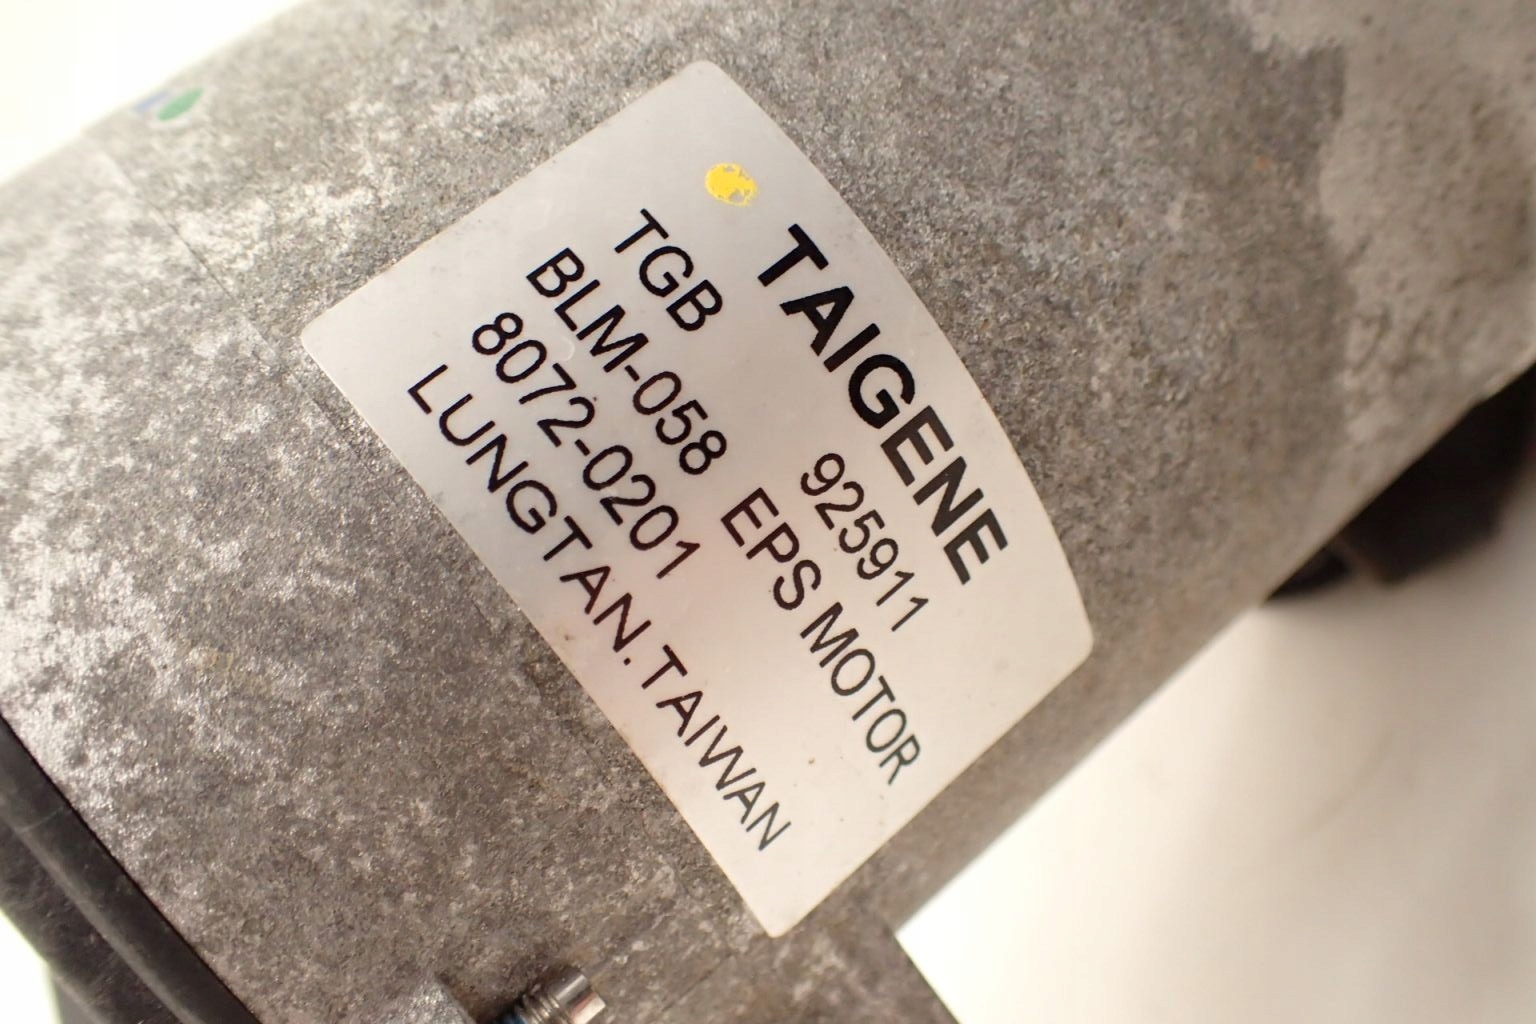 TAIGENE
TGB 925911
BLM-058 EPS MOTOR
8072-0201
LUNGTAN.TAIWAN